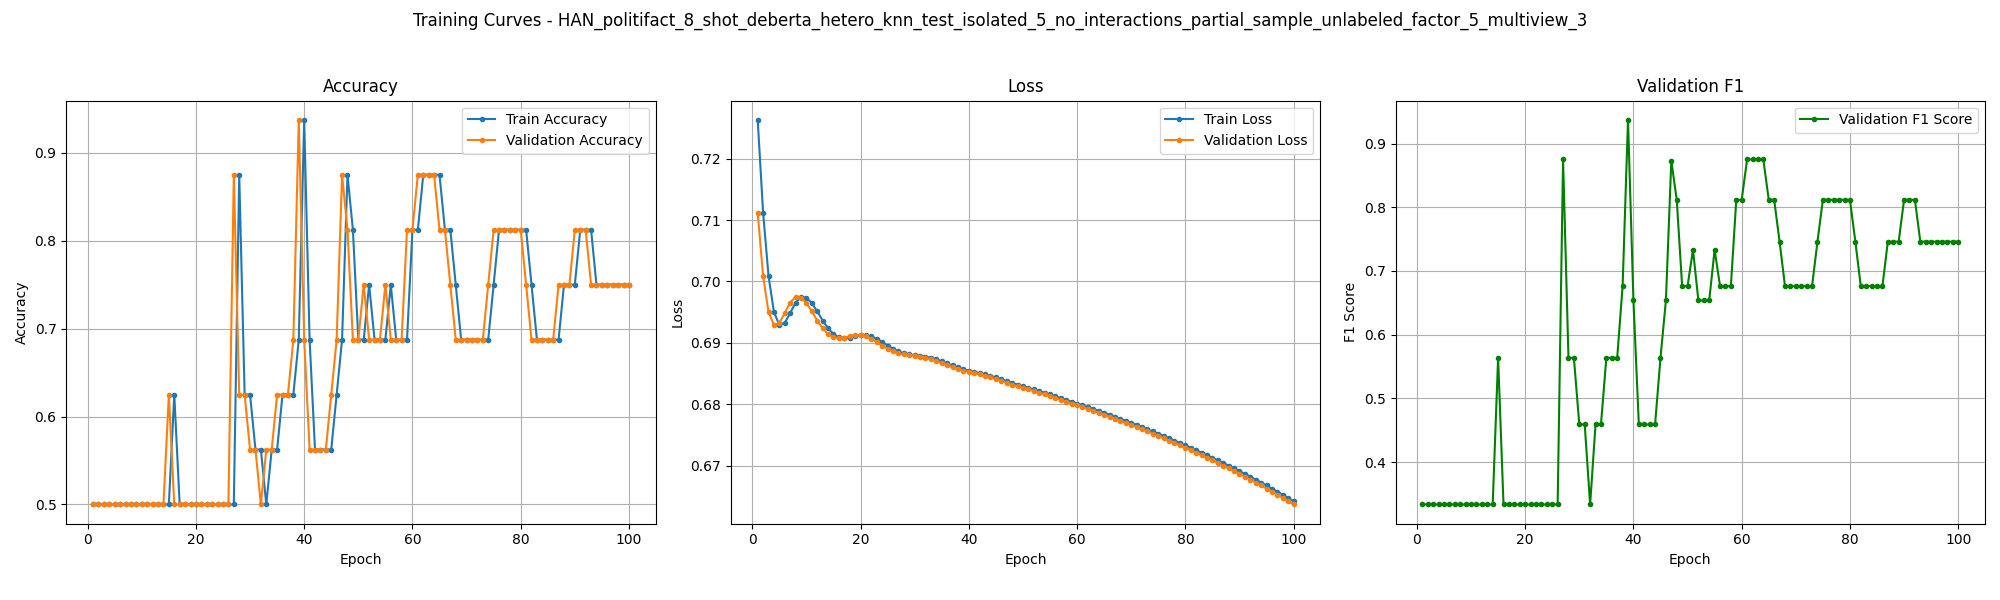 Training Curves - HAN_politifact_8_shot_deberta_hetero_knn_test_isolated_5_no_interactions_partial_sample_unlabeled_factor_5_multiview_3
Accuracy
Train Accuracy
Validation Accuracy
Accuracy
0.9
0.8
0.7
0.6
0.5
0 20 40 60 80 100
Epoch
Loss
Train Loss
Validation Loss
Loss
0.72
0.71
0.70
0.69
0.68
0.67
0 20 40 60 80 100
Epoch
Validation F1
Validation F1 Score
F1 Score
0.9
0.8
0.7
0.6
0.5
0.4
0 20 40 60 80 100
Epoch